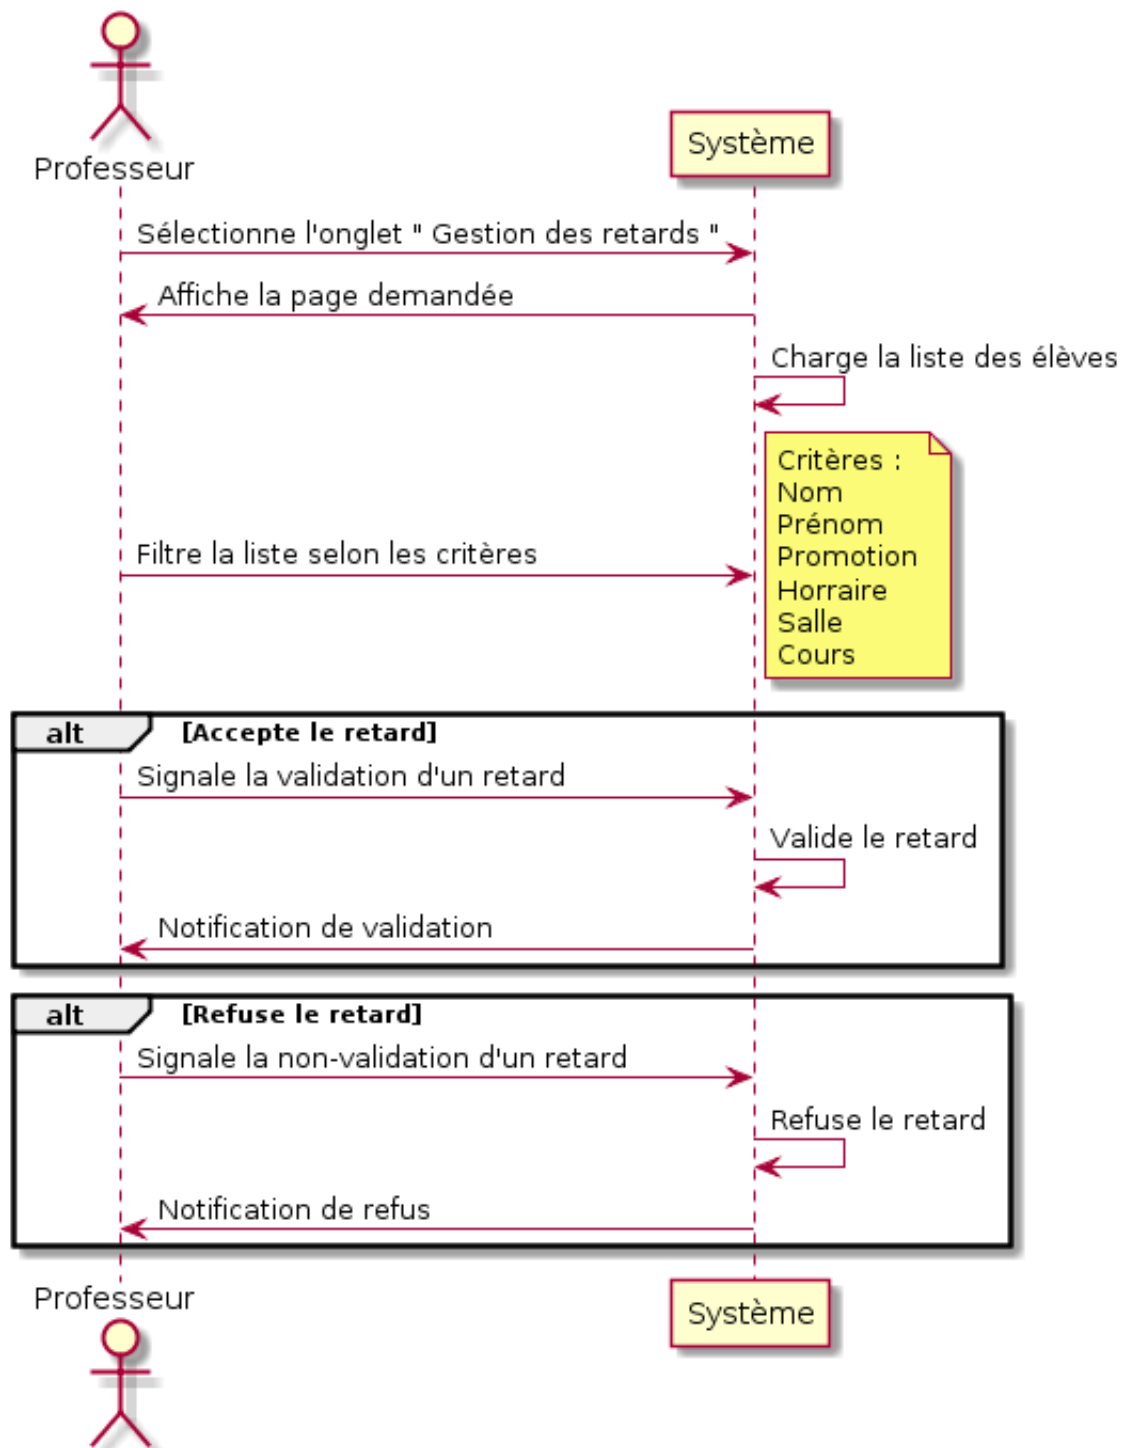 Professeur
Système
Sélectionne l'onglet " Gestion des retards "
Affiche la page demandée
Charge la liste des élèves
Critères :
Nom
Prénom
Promotion
Horraire
Salle
Cours
Filtre la liste selon les critères
alt [Accepte le retard]
Signale la validation d'un retard
Valide le retard
Notification de validation
alt [Refuse le retard]
Signale la non-validation d'un retard
Refuse le retard
Notification de refus
Professeur
Système